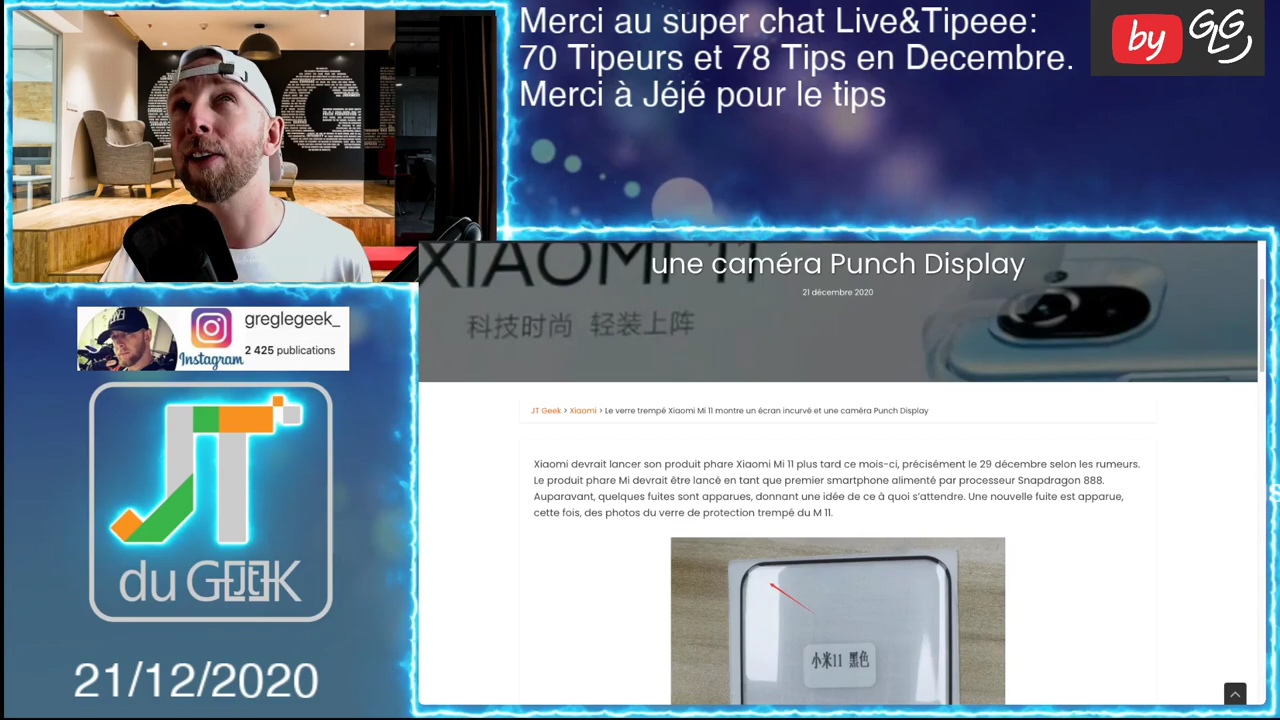 Merci au super chat Live&Tipeee:
70 Tipeurs et 78 Tips en Decembre.
Merci à Jéjé pour le tips
by GLG
XIAOMI 11
une caméra Punch Display
21 décembre 2020
科技时尚 轻装上阵
greglegeek_
Instagram
2 425 publications
JT
du GEEK
21/12/2020
JT Geek > Xiaomi > Le verre trempé Xiaomi Mi 11 montre un écran incurvé et une caméra Punch Display
Xiaomi devrait lancer son produit phare Xiaomi Mi 11 plus tard ce mois-ci, précisément le 29 décembre selon les rumeurs.
Le produit phare Mi devrait être lancé en tant que premier smartphone alimenté par processeur Snapdragon 888.
Auparavant, quelques fuites sont apparues, donnant une idée de ce à quoi s'attendre. Une nouvelle fuite est apparue,
cette fois, des photos du verre de protection trempé du M 11.
小米11 黑色